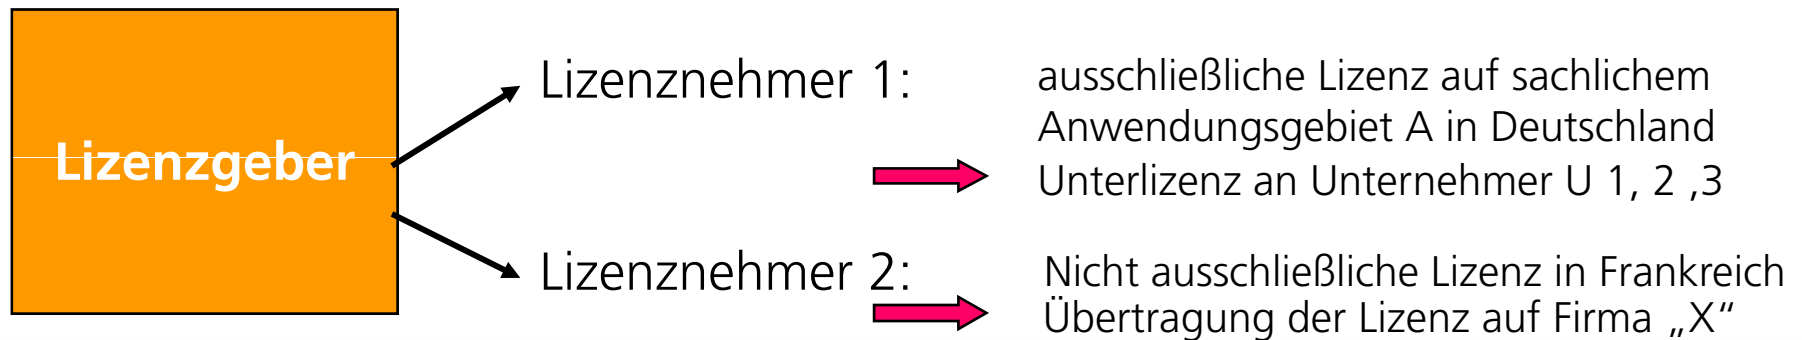 Lizenzgeber
Lizenznehmer 1:
ausschließliche Lizenz auf sachlichem
Anwendungsgebiet A in Deutschland
Unterlizenz an Unternehmer U 1, 2 ,3
Lizenznehmer 2:
Nicht ausschließliche Lizenz in Frankreich
Übertragung der Lizenz auf Firma „X“